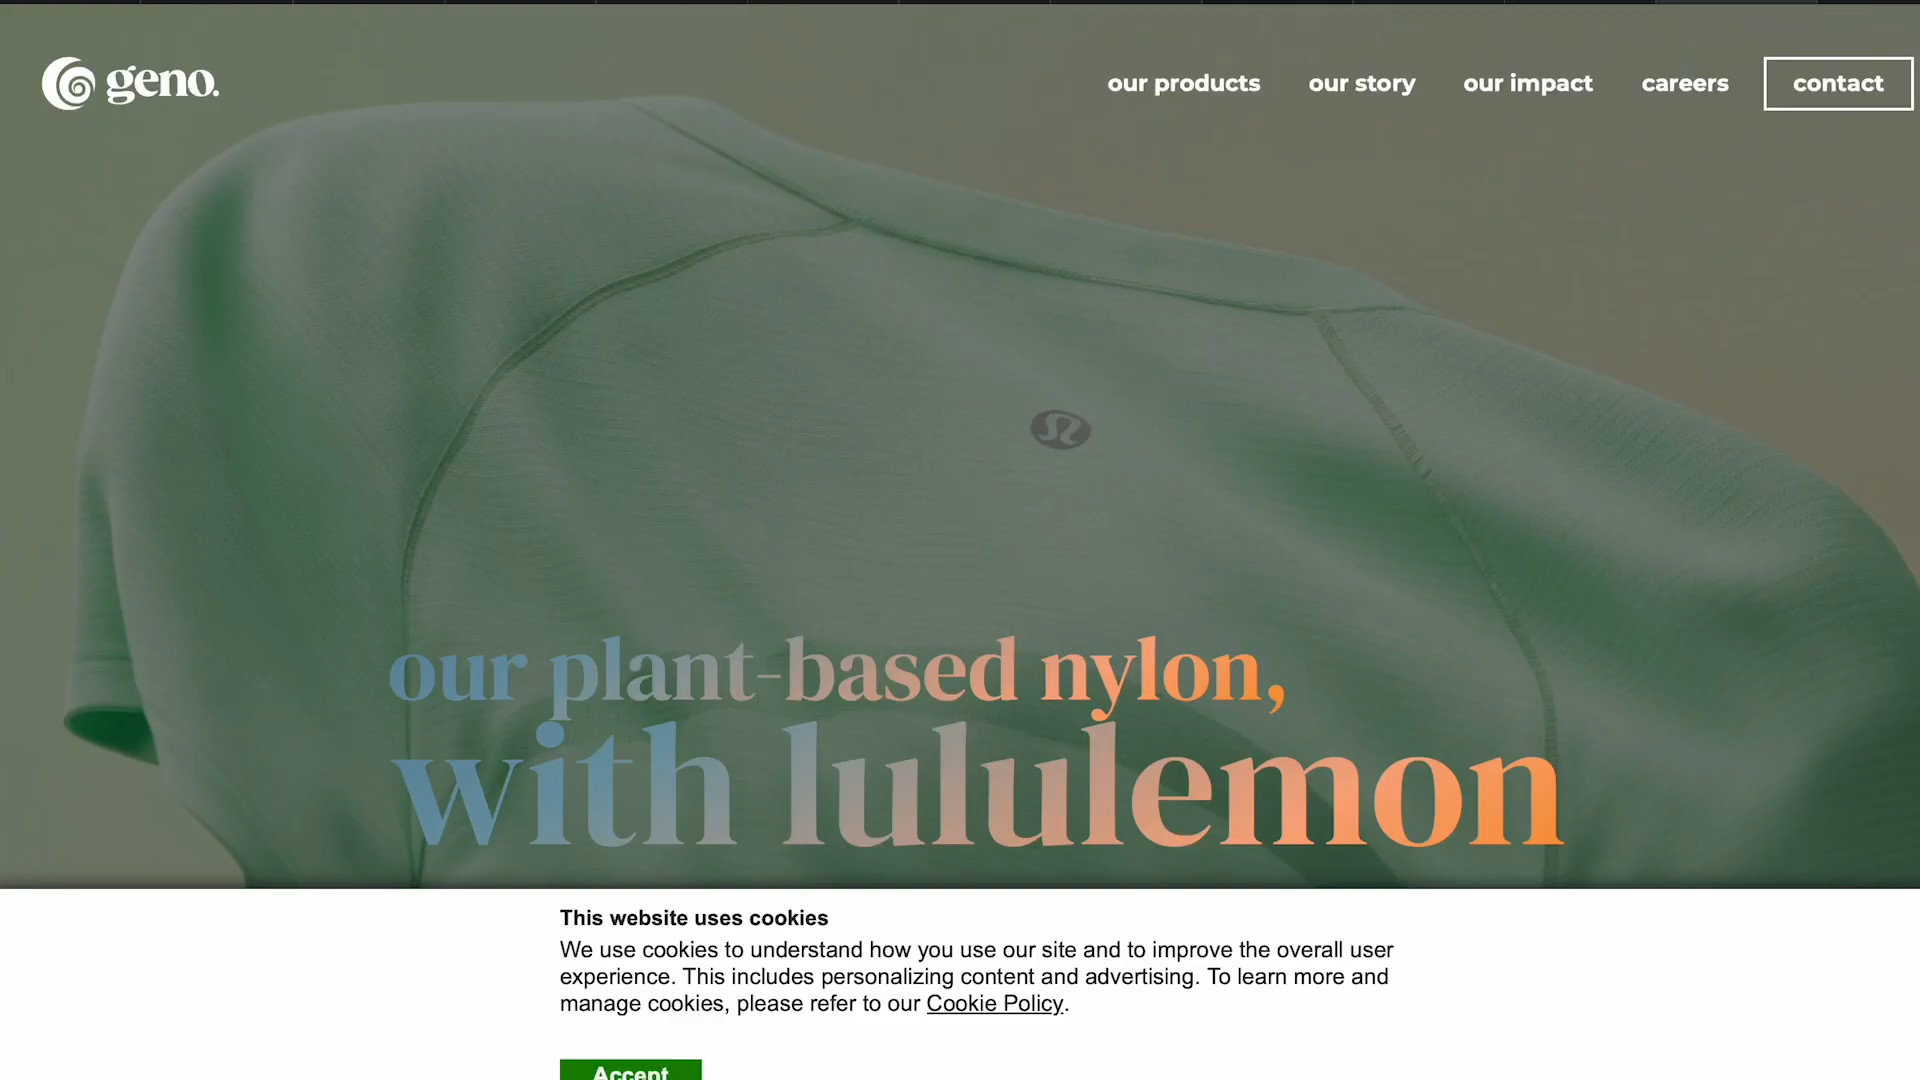 geno.
our products
our story
our impact
careers
contact
our plant-based nylon,
with lululemon
This website uses cookies
We use cookies to understand how you use our site and to improve the overall user
experience. This includes personalizing content and advertising. To learn more and
manage cookies, please refer to our Cookie Policy.
Accept